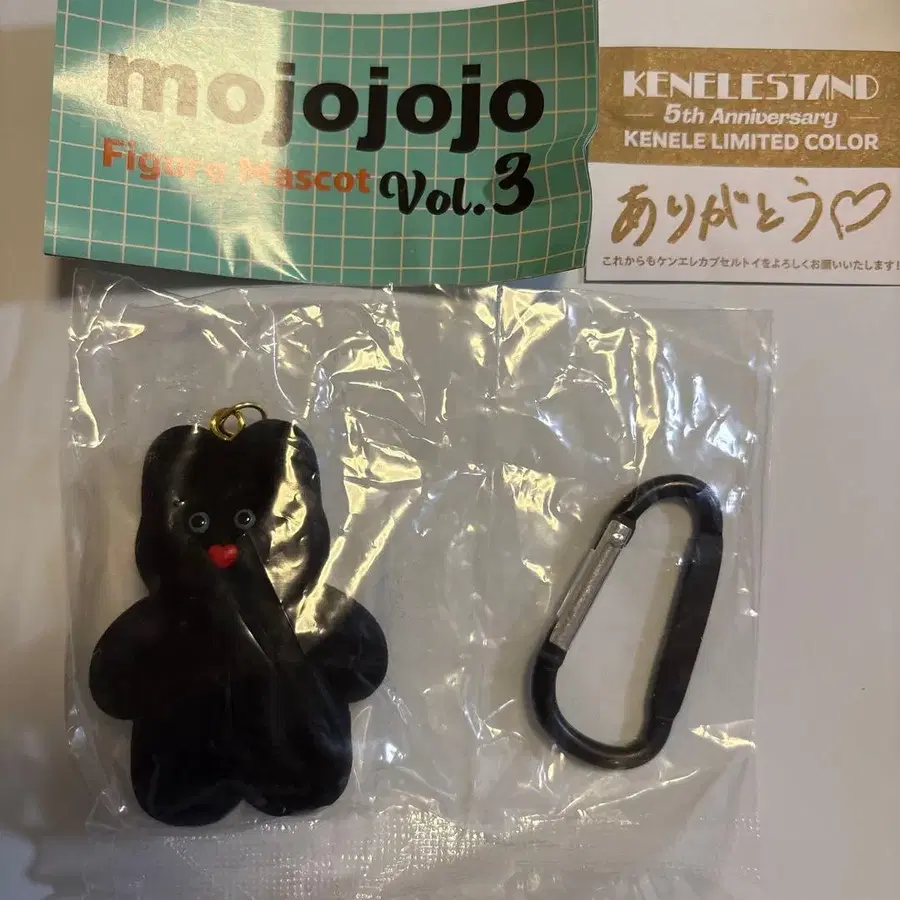 mojojojo
Figure Mascot
Vol.3
KENELESTAND
5th Anniversary
KENELE LIMITED COLOR
ありがとう♡
これからもケンエレカプセルトイをよろしくお願いいたします！